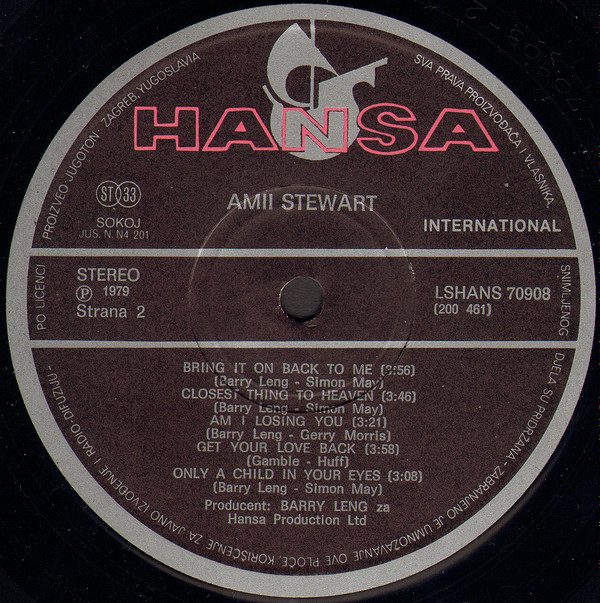 PROIZVEO JUGOTON ZAGREB, YUGOSLAVIA
SVA PRAVA PROIZVOĐAČA I VLASNIKA
HANSA
ST 33
SOKOJ
JUS. N. N4 201
AMII STEWART
INTERNATIONAL
PO LICENCI
STEREO
Ⓟ 1979
Strana 2
LSHANS 70908
(200 461)
SNIMLJENOG DJELA SU PRIDRŽANA - ZABRANJENO JE UMNOŽAVANJE OVE PLOČE, KORIŠĆENJE ZA JAVNO IZVOĐENJE I RADIO-DIFUZIJU -
BRING IT ON BACK TO ME (3:56)
(Barry Leng - Simon May)
CLOSEST THING TO HEAVEN (3:46)
(Barry Leng - Simon May)
AM I LOSING YOU (3:21)
(Barry Leng - Gerry Morris)
GET YOUR LOVE BACK (3:58)
(Gamble - Huff)
ONLY A CHILD IN YOUR EYES (3:08)
(Barry Leng - Simon May)
Producent: BARRY LENG za
Hansa Production Ltd